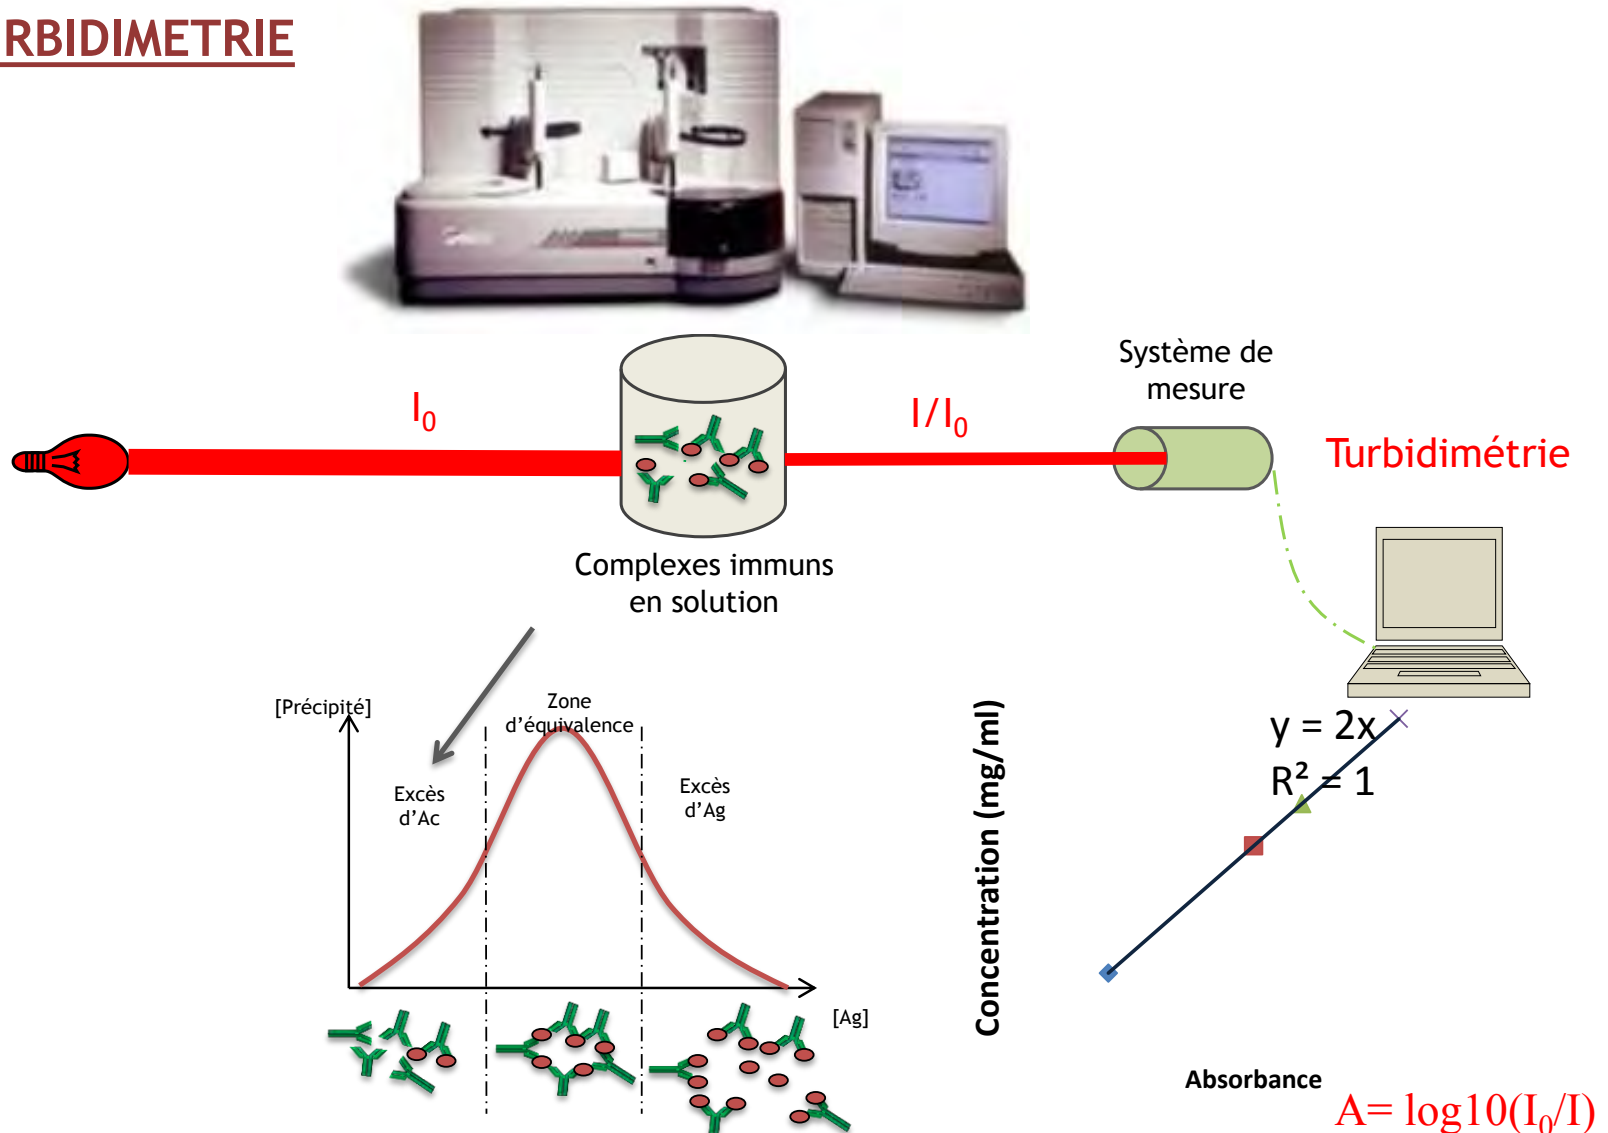 RBIDIMETRIE
I₀
I/I₀
Système de
mesure
Turbidimétrie
Complexes immuns
en solution
[Précipité]
Zone
d'équivalence
Excès
d'Ac
Excès
d'Ag
[Ag]
Concentration (mg/ml)
y = 2x
R² = 1
Absorbance
A= log10(I₀/I)